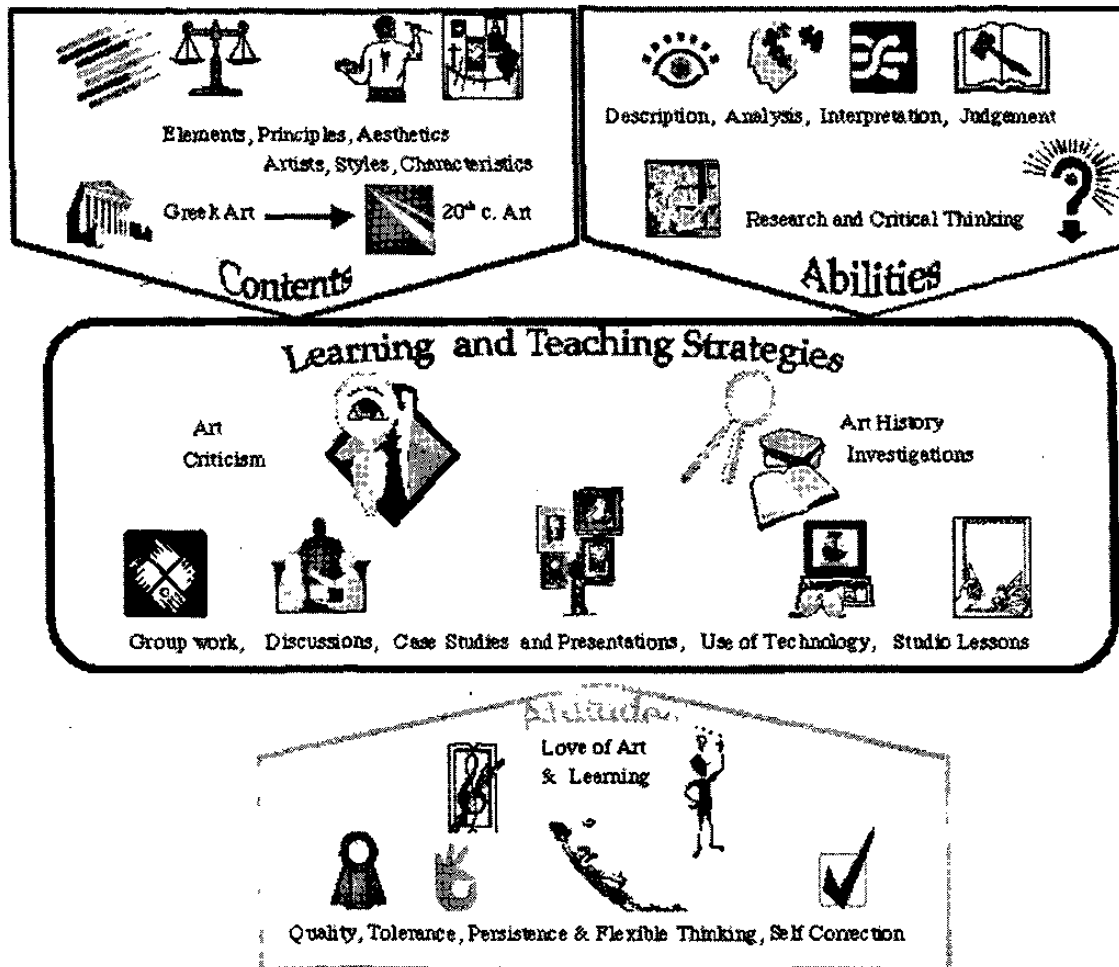 Elements, Principles, Aesthetics
Artists, Styles, Characteristics
Greek Art
20th c. Art
Contents
Description, Analysis, Interpretation, Judgement
Research and Critical Thinking
Abilities
Learning and Teaching Strategies
Art
Criticism
Art History
Investigations
Group work, Discussions, Case Studies and Presentations, Use of Technology, Studio Lessons
Love of Art
& Learning
Quality, Tolerance, Persistence & Flexible Thinking, Self Correction